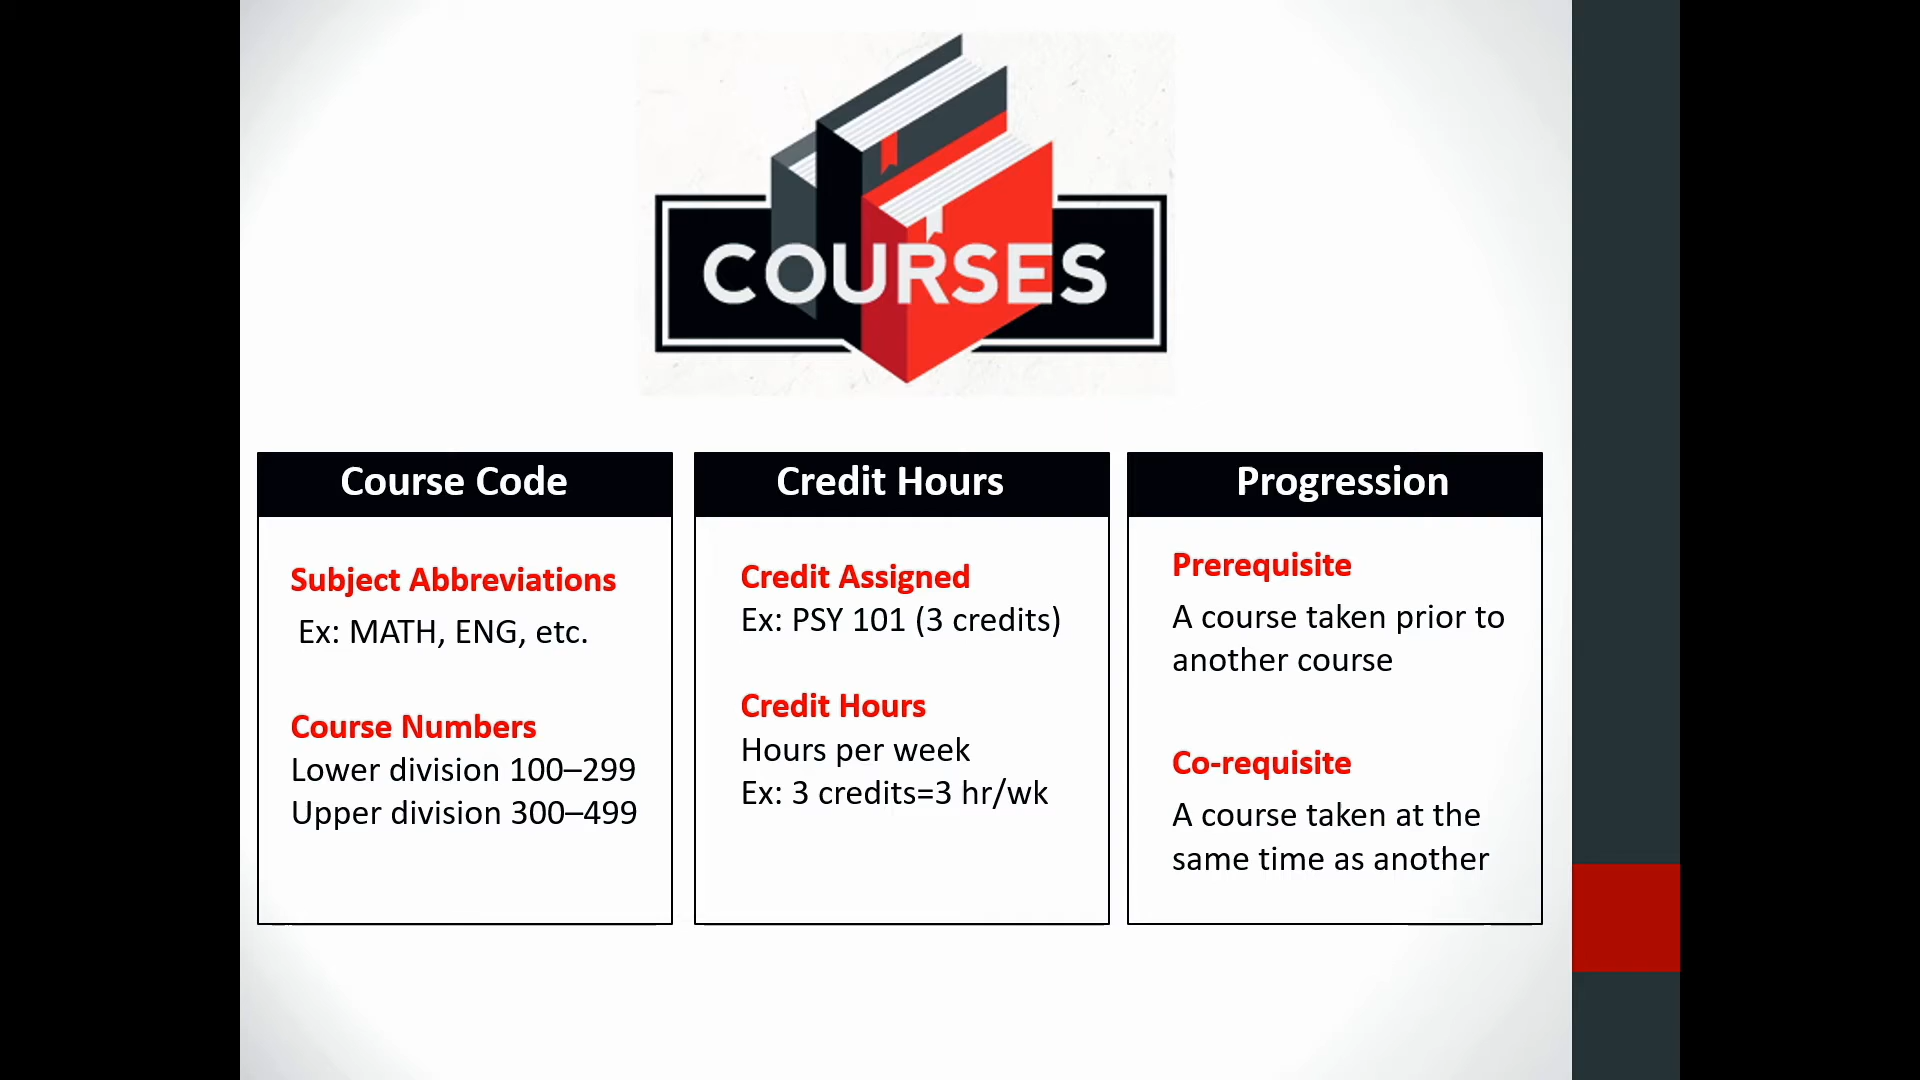 COURSES
Course Code
Subject Abbreviations
Ex: MATH, ENG, etc.
Course Numbers
Lower division 100–299
Upper division 300–499
Credit Hours
Credit Assigned
Ex: PSY 101 (3 credits)
Credit Hours
Hours per week
Ex: 3 credits=3 hr/wk
Progression
Prerequisite
A course taken prior to
another course
Co-requisite
A course taken at the
same time as another